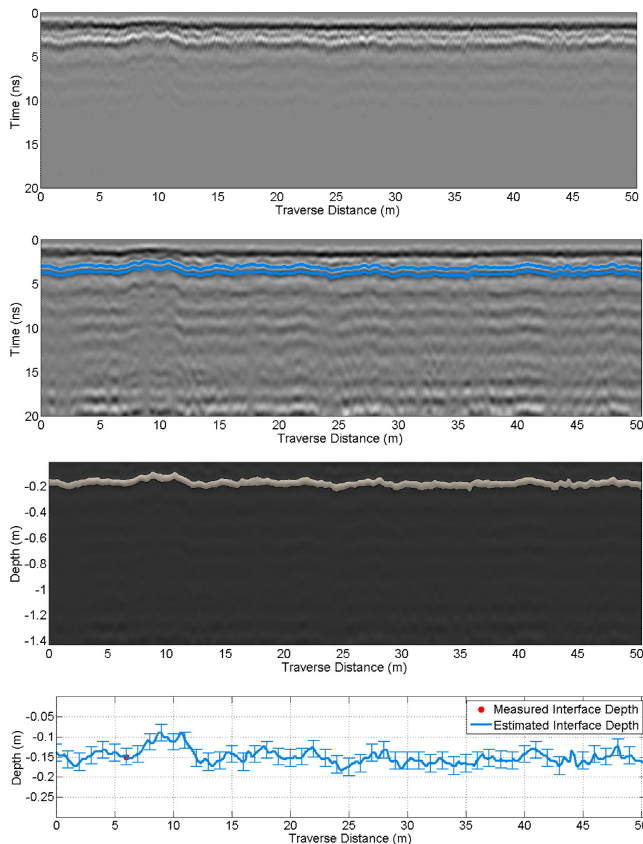 0
5
10
15
20
Time (ns)
0 5 10 15 20 25 30 35 40 45 50
Traverse Distance (m)
0
5
10
15
20
Time (ns)
0 5 10 15 20 25 30 35 40 45 50
Traverse Distance (m)
-0.2
-0.4
-0.6
-0.8
-1
-1.2
-1.4
Depth (m)
0 5 10 15 20 25 30 35 40 45 50
Traverse Distance (m)
-0.05
-0.1
-0.15
-0.2
-0.25
Depth (m)
Measured Interface Depth
Estimated Interface Depth
0 5 10 15 20 25 30 35 40 45 50
Traverse Distance (m)